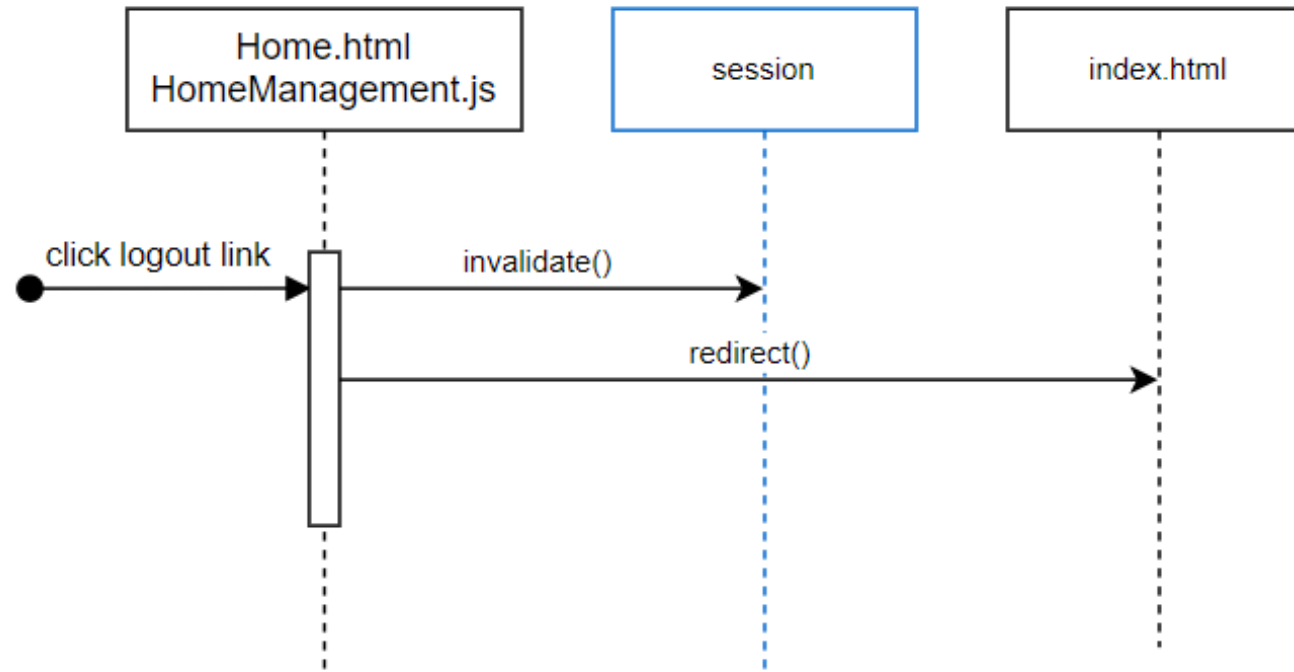 Home.html
HomeManagement.js
session
index.html
click logout link
invalidate()
redirect()